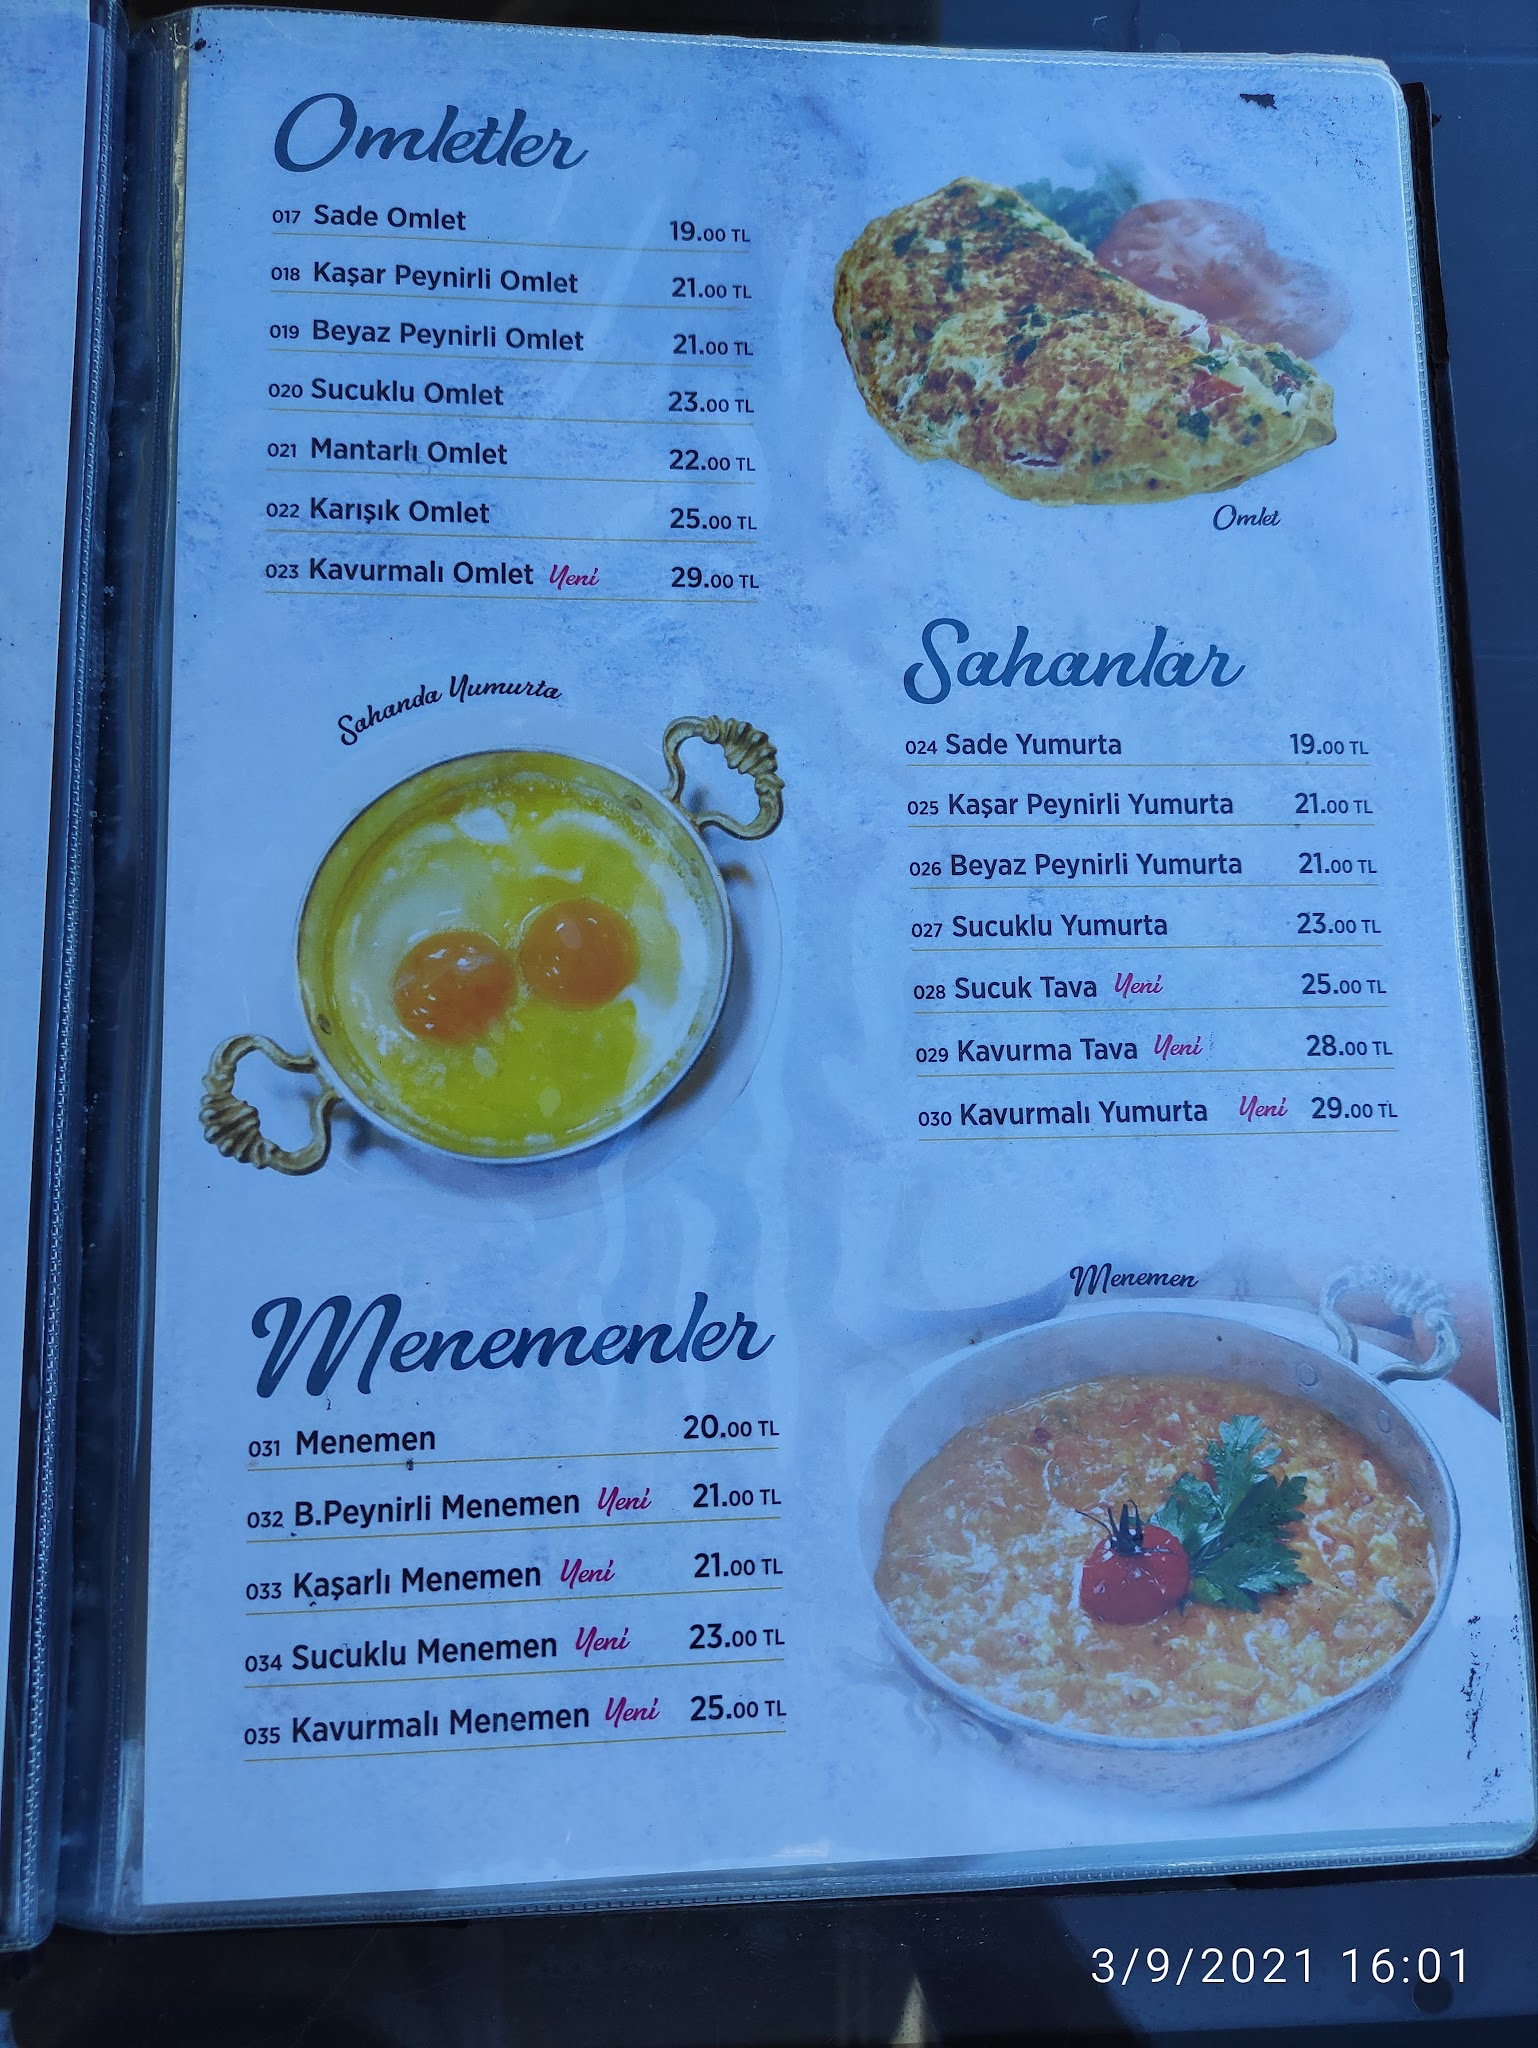 Omletler
017 Sade Omlet 19.00 TL
018 Kaşar Peynirli Omlet 21.00 TL
019 Beyaz Peynirli Omlet 21.00 TL
020 Sucuklu Omlet 23.00 TL
021 Mantarlı Omlet 22.00 TL
022 Karışık Omlet 25.00 TL
023 Kavurmalı Omlet Yeni 29.00 TL
Omlet
Sahanda Yumurta
Sahanlar
024 Sade Yumurta 19.00 TL
025 Kaşar Peynirli Yumurta 21.00 TL
026 Beyaz Peynirli Yumurta 21.00 TL
027 Sucuklu Yumurta 23.00 TL
028 Sucuk Tava Yeni 25.00 TL
029 Kavurma Tava Yeni 28.00 TL
030 Kavurmalı Yumurta Yeni 29.00 TL
Menemenler
031 Menemen 20.00 TL
032 B.Peynirli Menemen Yeni 21.00 TL
033 Kaşarlı Menemen Yeni 21.00 TL
034 Sucuklu Menemen Yeni 23.00 TL
035 Kavurmalı Menemen Yeni 25.00 TL
Menemen
3/9/2021 16:01